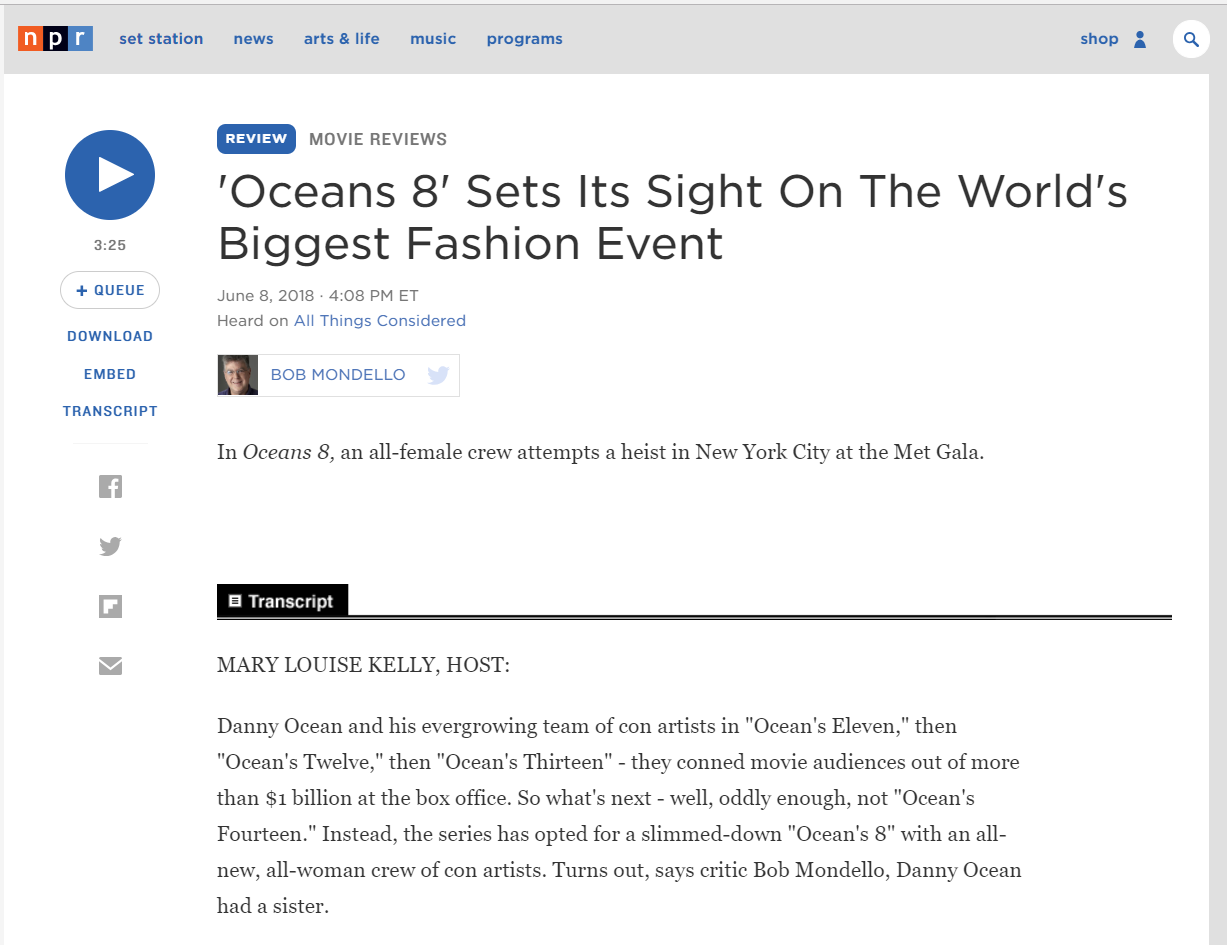 npr set station news arts & life music programs shop
REVIEW MOVIE REVIEWS
'Oceans 8' Sets Its Sight On The World's
Biggest Fashion Event
3:25
+ QUEUE
DOWNLOAD
EMBED
TRANSCRIPT
June 8, 2018 · 4:08 PM ET
Heard on All Things Considered
BOB MONDELLO
In Oceans 8, an all-female crew attempts a heist in New York City at the Met Gala.
Transcript
MARY LOUISE KELLY, HOST:
Danny Ocean and his evergrowing team of con artists in "Ocean's Eleven," then
"Ocean's Twelve," then "Ocean's Thirteen" - they conned movie audiences out of more
than $1 billion at the box office. So what's next - well, oddly enough, not "Ocean's
Fourteen." Instead, the series has opted for a slimmed-down "Ocean's 8" with an all-
new, all-woman crew of con artists. Turns out, says critic Bob Mondello, Danny Ocean
had a sister.